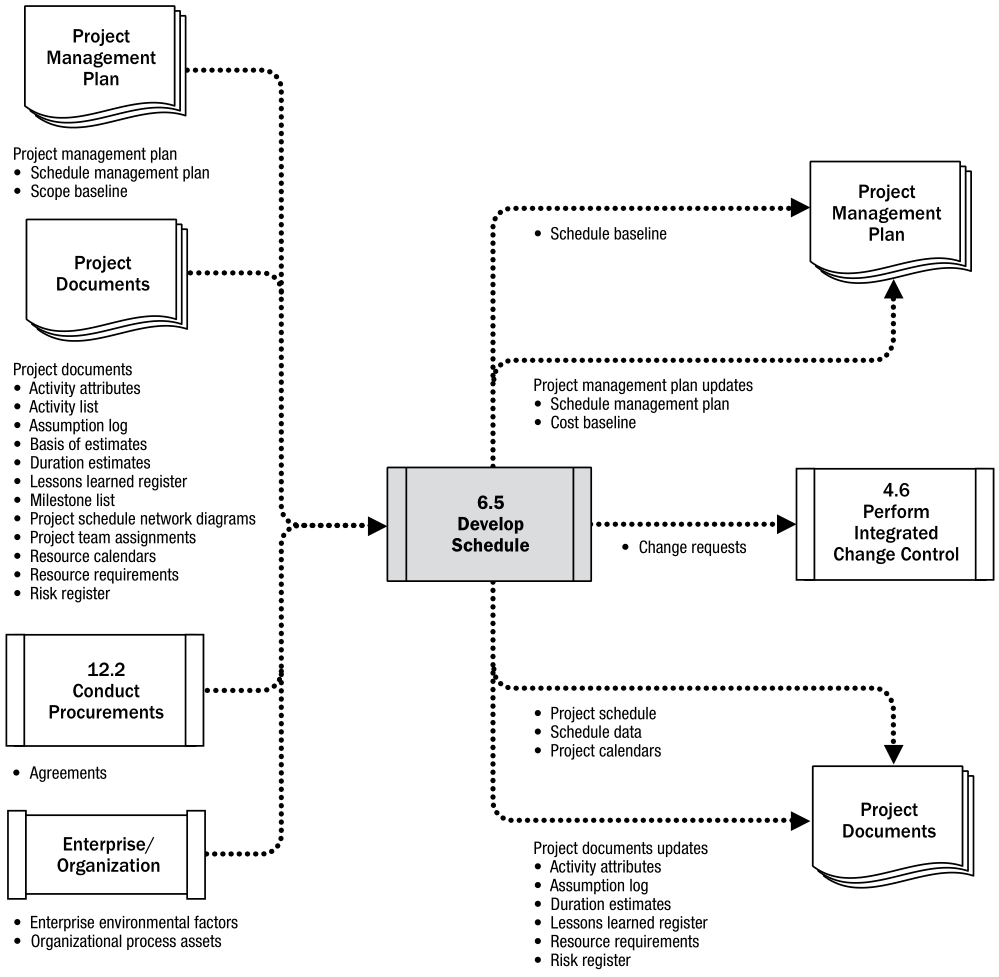 Project
Management
Plan
Project management plan
• Schedule management plan
• Scope baseline
Project
Documents
Project documents
• Activity attributes
• Activity list
• Assumption log
• Basis of estimates
• Duration estimates
• Lessons learned register
• Milestone list
• Project schedule network diagrams
• Project team assignments
• Resource calendars
• Resource requirements
• Risk register
12.2
Conduct
Procurements
• Agreements
Enterprise/
Organization
• Enterprise environmental factors
• Organizational process assets
6.5
Develop
Schedule
• Schedule baseline
Project
Management
Plan
Project management plan updates
• Schedule management plan
• Cost baseline
• Change requests
4.6
Perform
Integrated
Change Control
• Project schedule
• Schedule data
• Project calendars
Project
Documents
Project documents updates
• Activity attributes
• Assumption log
• Duration estimates
• Lessons learned register
• Resource requirements
• Risk register